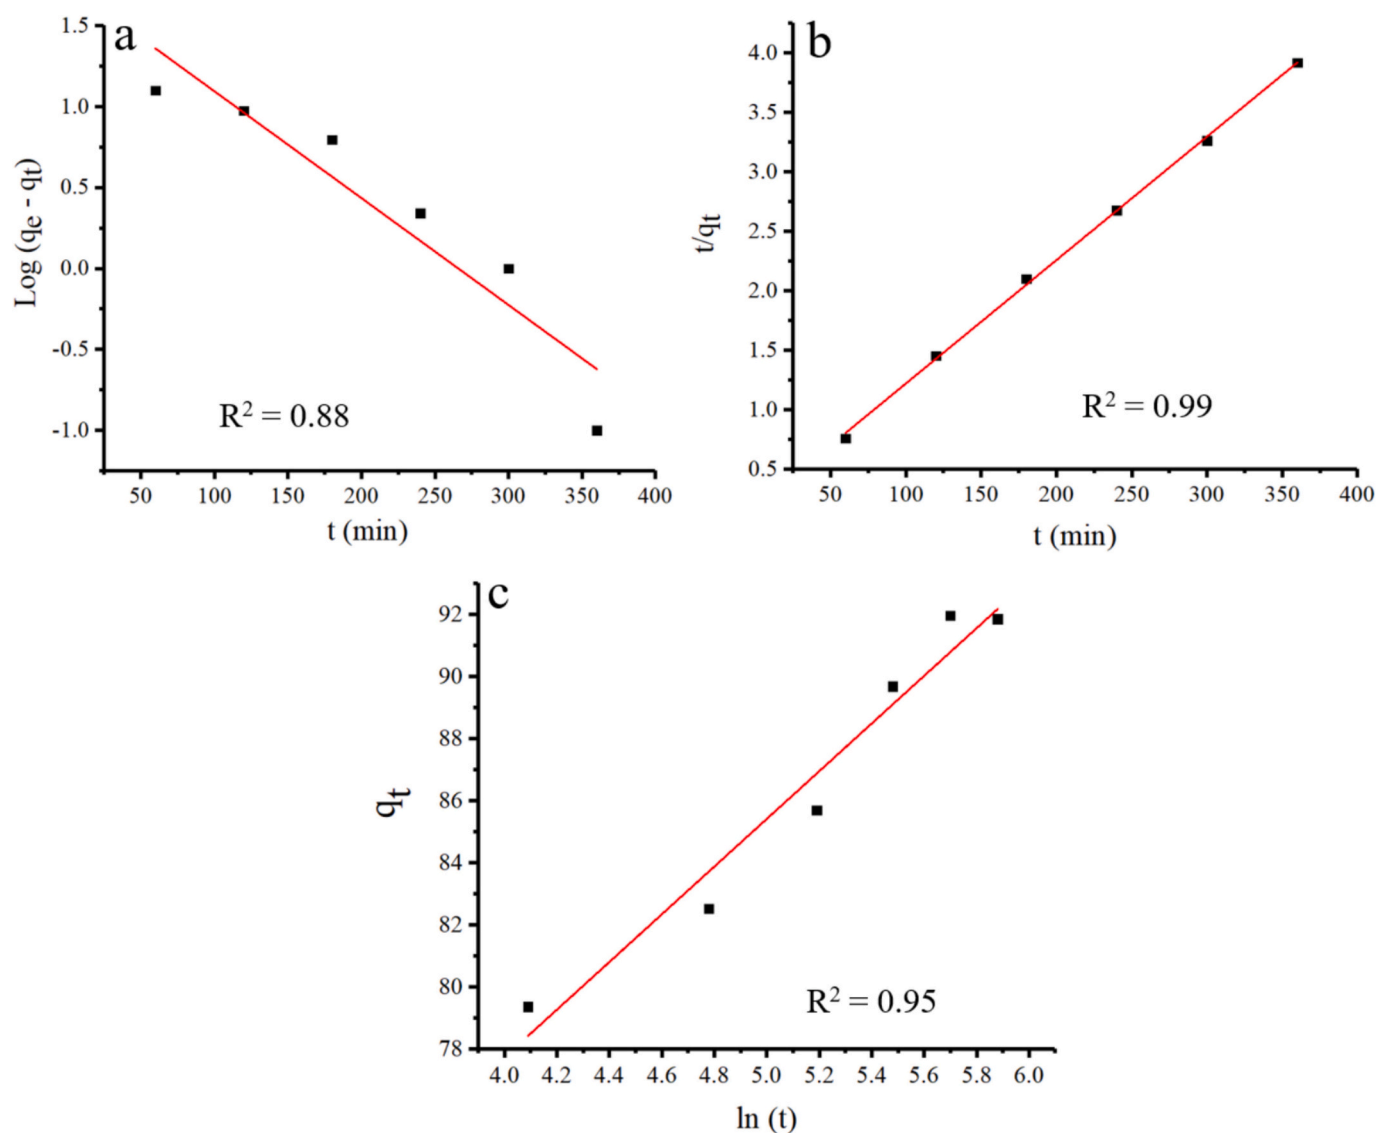 a
1.5
1.0
0.5
0.0
-0.5
-1.0
Log (qe - qt)
R² = 0.88
50 100 150 200 250 300 350 400
t (min)
b
4.0
3.5
3.0
2.5
2.0
1.5
1.0
0.5
t/qt
R² = 0.99
50 100 150 200 250 300 350 400
t (min)
c
92
90
88
86
84
82
80
78
qt
R² = 0.95
4.0 4.2 4.4 4.6 4.8 5.0 5.2 5.4 5.6 5.8 6.0
ln (t)